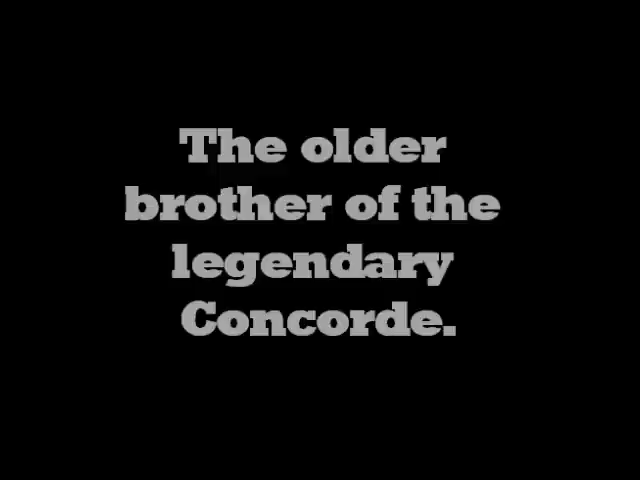 The older
brother of the
legendary
Concorde.